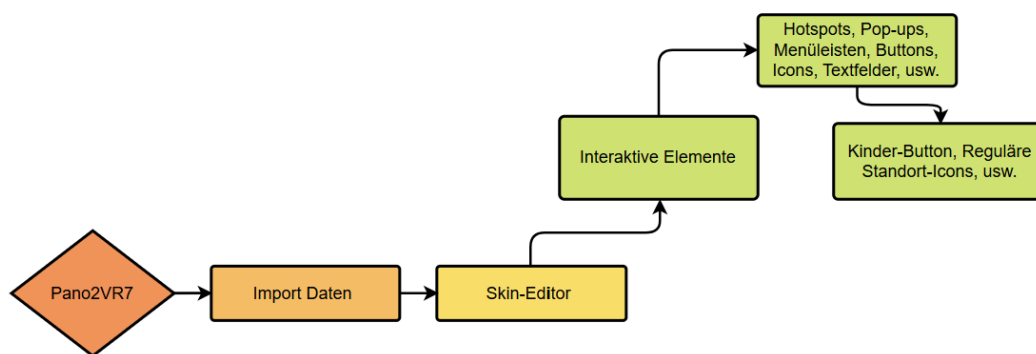 Hotspots, Pop-ups,
Menüleisten, Buttons,
Icons, Textfelder, usw.
Interaktive Elemente
Kinder-Button, Reguläre
Standort-Icons, usw.
Pano2VR7
Import Daten
Skin-Editor